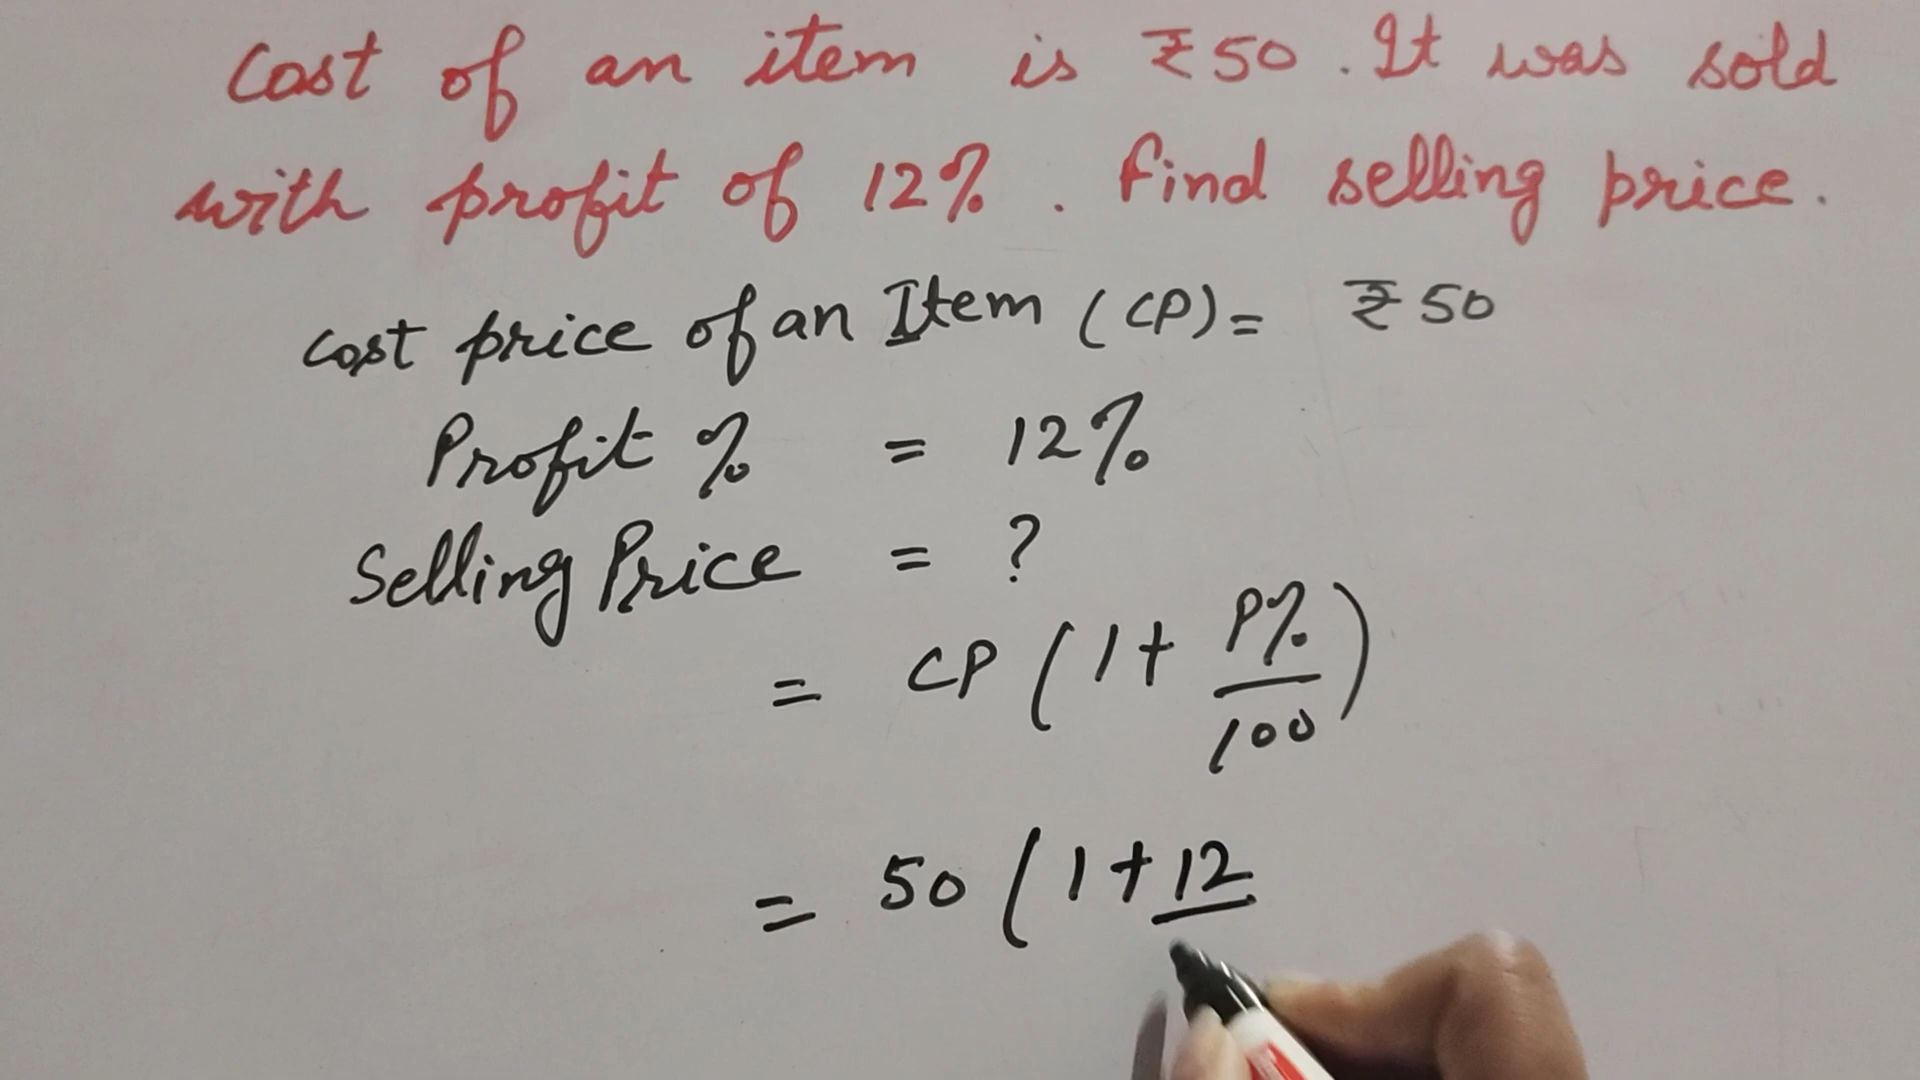 Cost of an item is ₹50. It was sold
with profit of 12%. Find selling price.
Cost price of an Item (CP) = ₹50
Profit % = 12%
Selling Price = ?
= CP (1 + P%/100)
= 50 (1 + 12